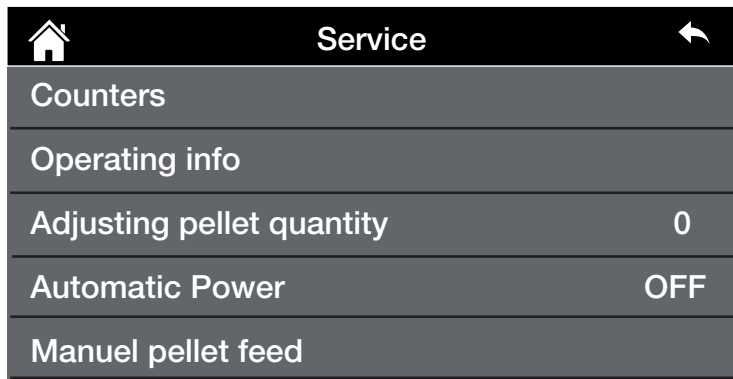 Service
Counters
Operating info
Adjusting pellet quantity 0
Automatic Power OFF
Manuel pellet feed